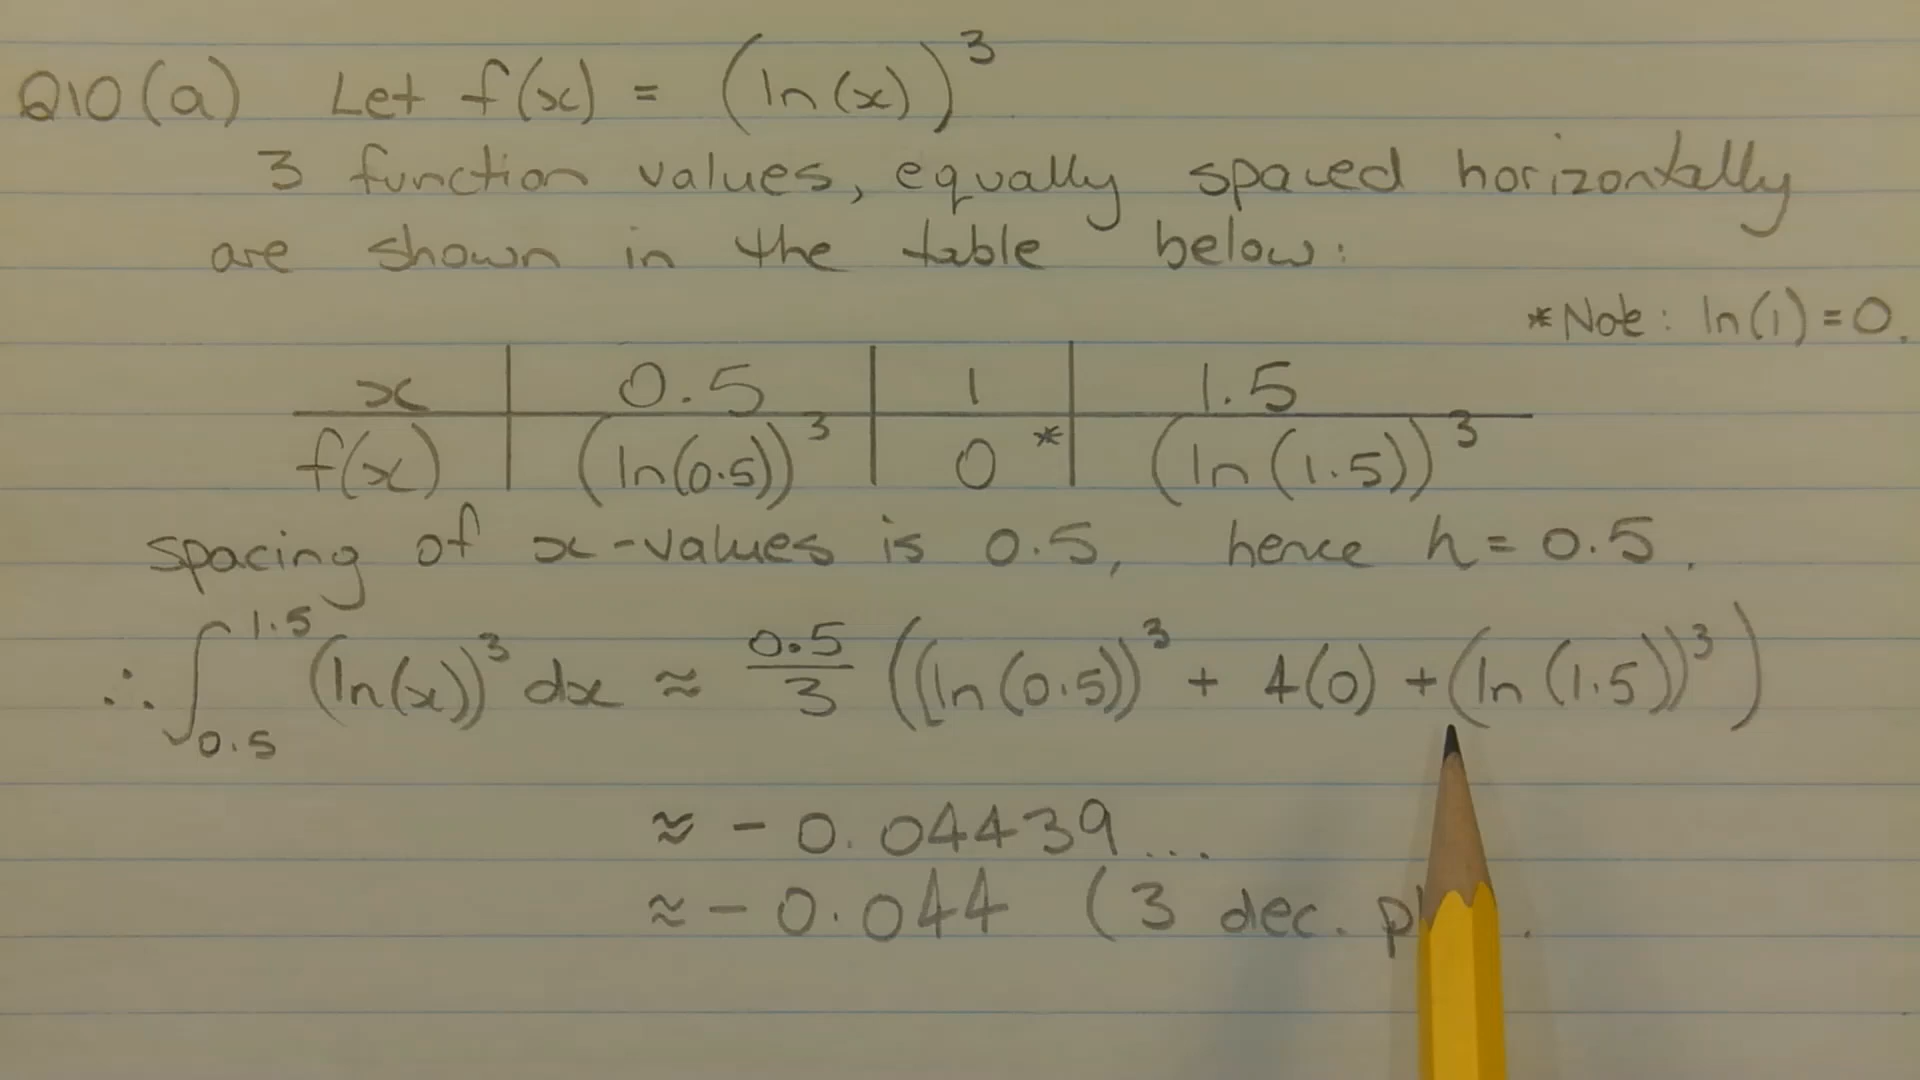 Q10(a) Let f(x) = (ln(x))³
3 function values, equally spaced horizontally
are shown in the table below:
*Note: ln(1) = 0.
x | 0.5 | 1 | 1.5
f(x) | (ln(0.5))³ | 0 * | (ln(1.5))³
spacing of x-values is 0.5, hence h = 0.5.
∴ ∫_{0.5}^{1.5} (ln(x))³ dx ≈ 0.5/3 ((ln(0.5))³ + 4(0) + (ln(1.5))³)
≈ - 0.04439...
≈ - 0.044 (3 dec.